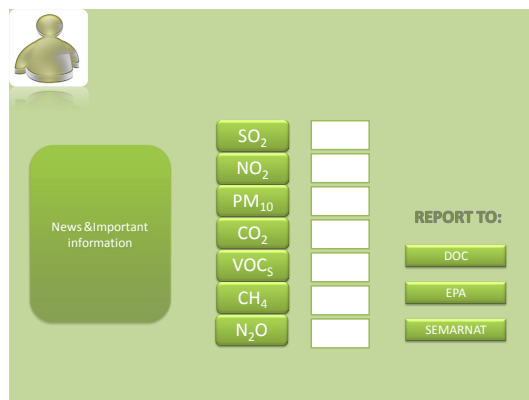 News &Important
information
SO₂
NO₂
PM₁₀
CO₂
VOCₛ
CH₄
N₂O
REPORT TO:
DOC
EPA
SEMARNAT